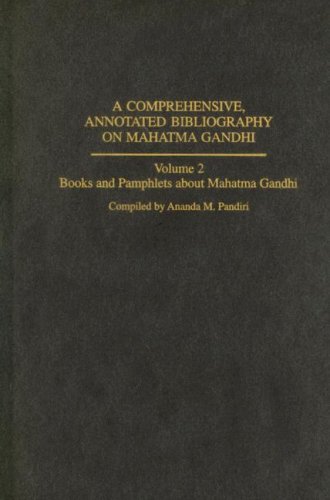 A COMPREHENSIVE,
ANNOTATED BIBLIOGRAPHY
ON MAHATMA GANDHI
Volume 2
Books and Pamphlets about Mahatma Gandhi
Compiled by Ananda M. Pandiri